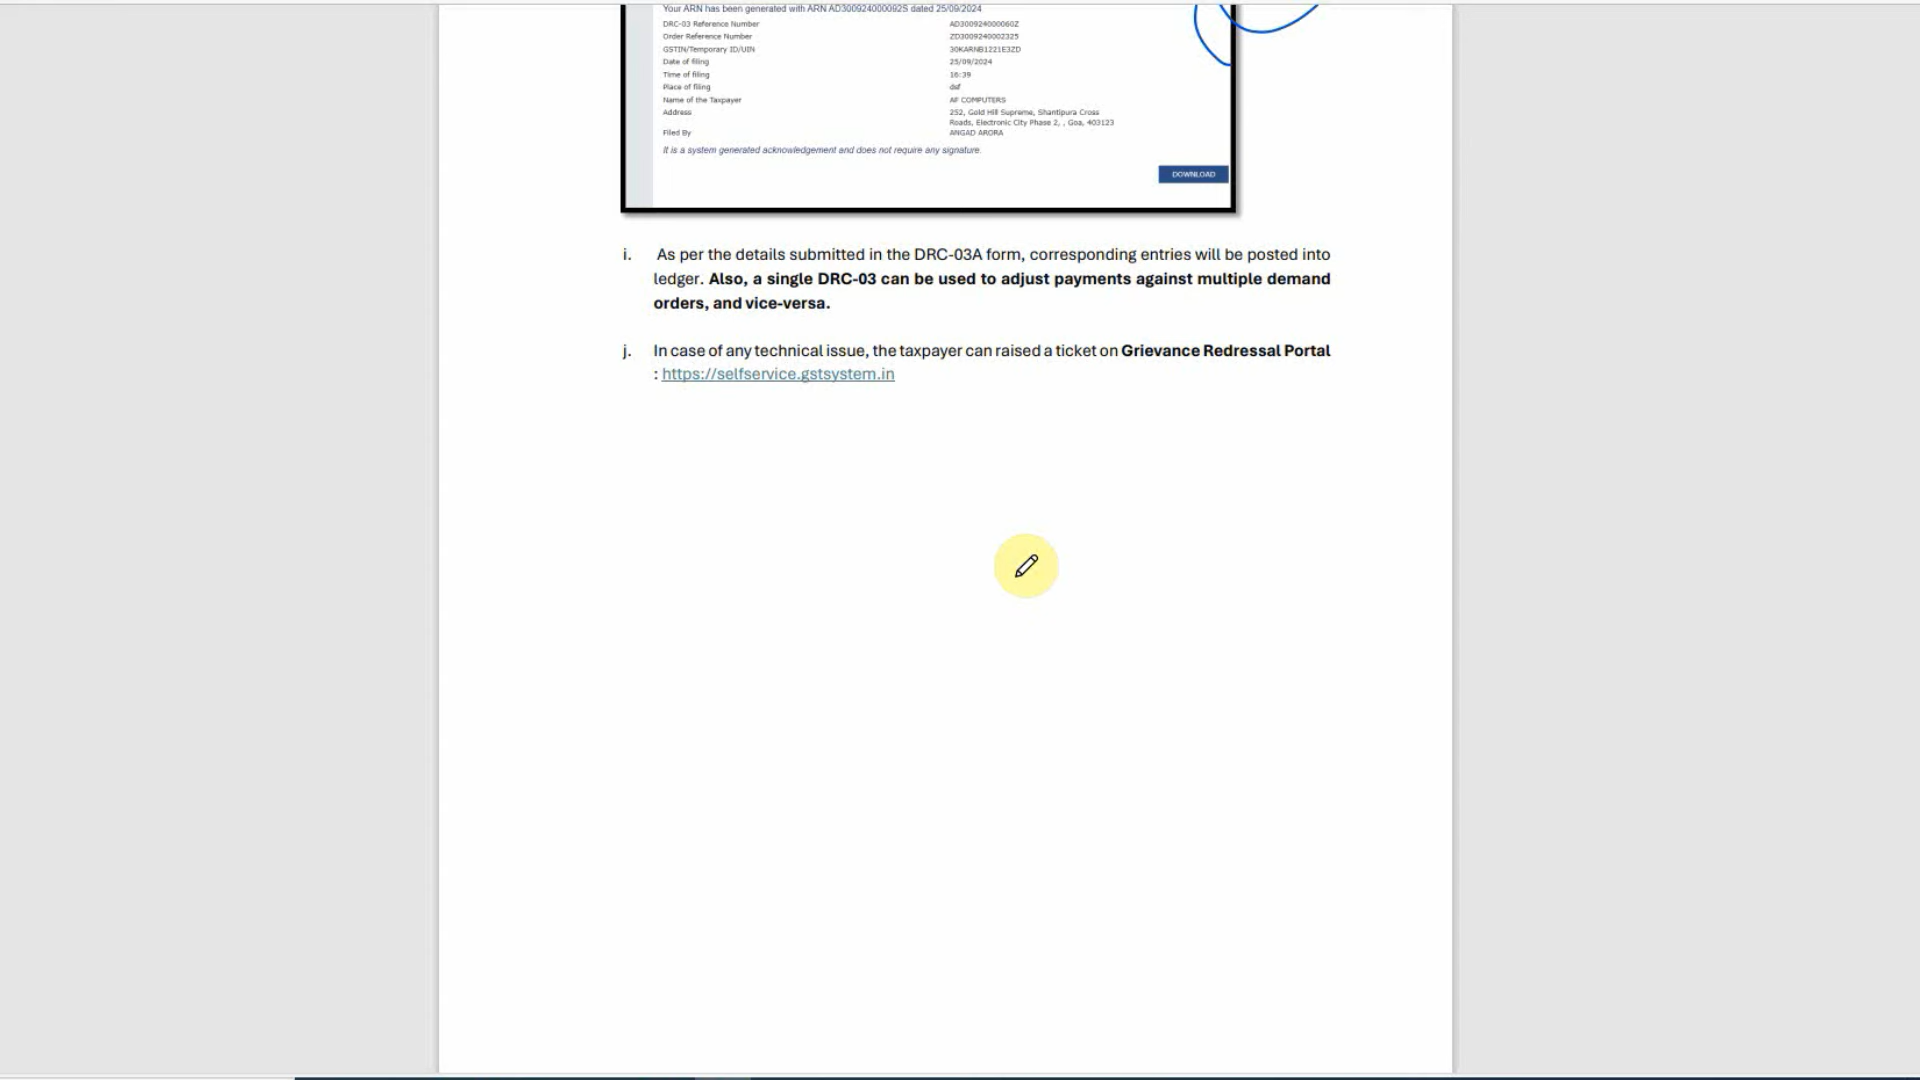 Your ARN has been generated with ARN AD300924000092S dated 25/09/2024
DRC-03 Reference Number AD300924000060Z
Order Reference Number ZD3009240002325
GSTIN/Temporary ID/UIN 30KARNB1221E3ZD
Date of filing 25/09/2024
Time of filing 16:39
Place of filing dsf
Name of the Taxpayer AF COMPUTERS
Address 252, Gold Hill Supreme, Shantipura Cross
Roads, Electronic City Phase 2, , Goa, 403123
Filed By ANGAD ARORA
It is a system generated acknowledgement and does not require any signature.
DOWNLOAD
i. As per the details submitted in the DRC-03A form, corresponding entries will be posted into
ledger. Also, a single DRC-03 can be used to adjust payments against multiple demand
orders, and vice-versa.
j. In case of any technical issue, the taxpayer can raised a ticket on Grievance Redressal Portal
: https://selfservice.gstsystem.in